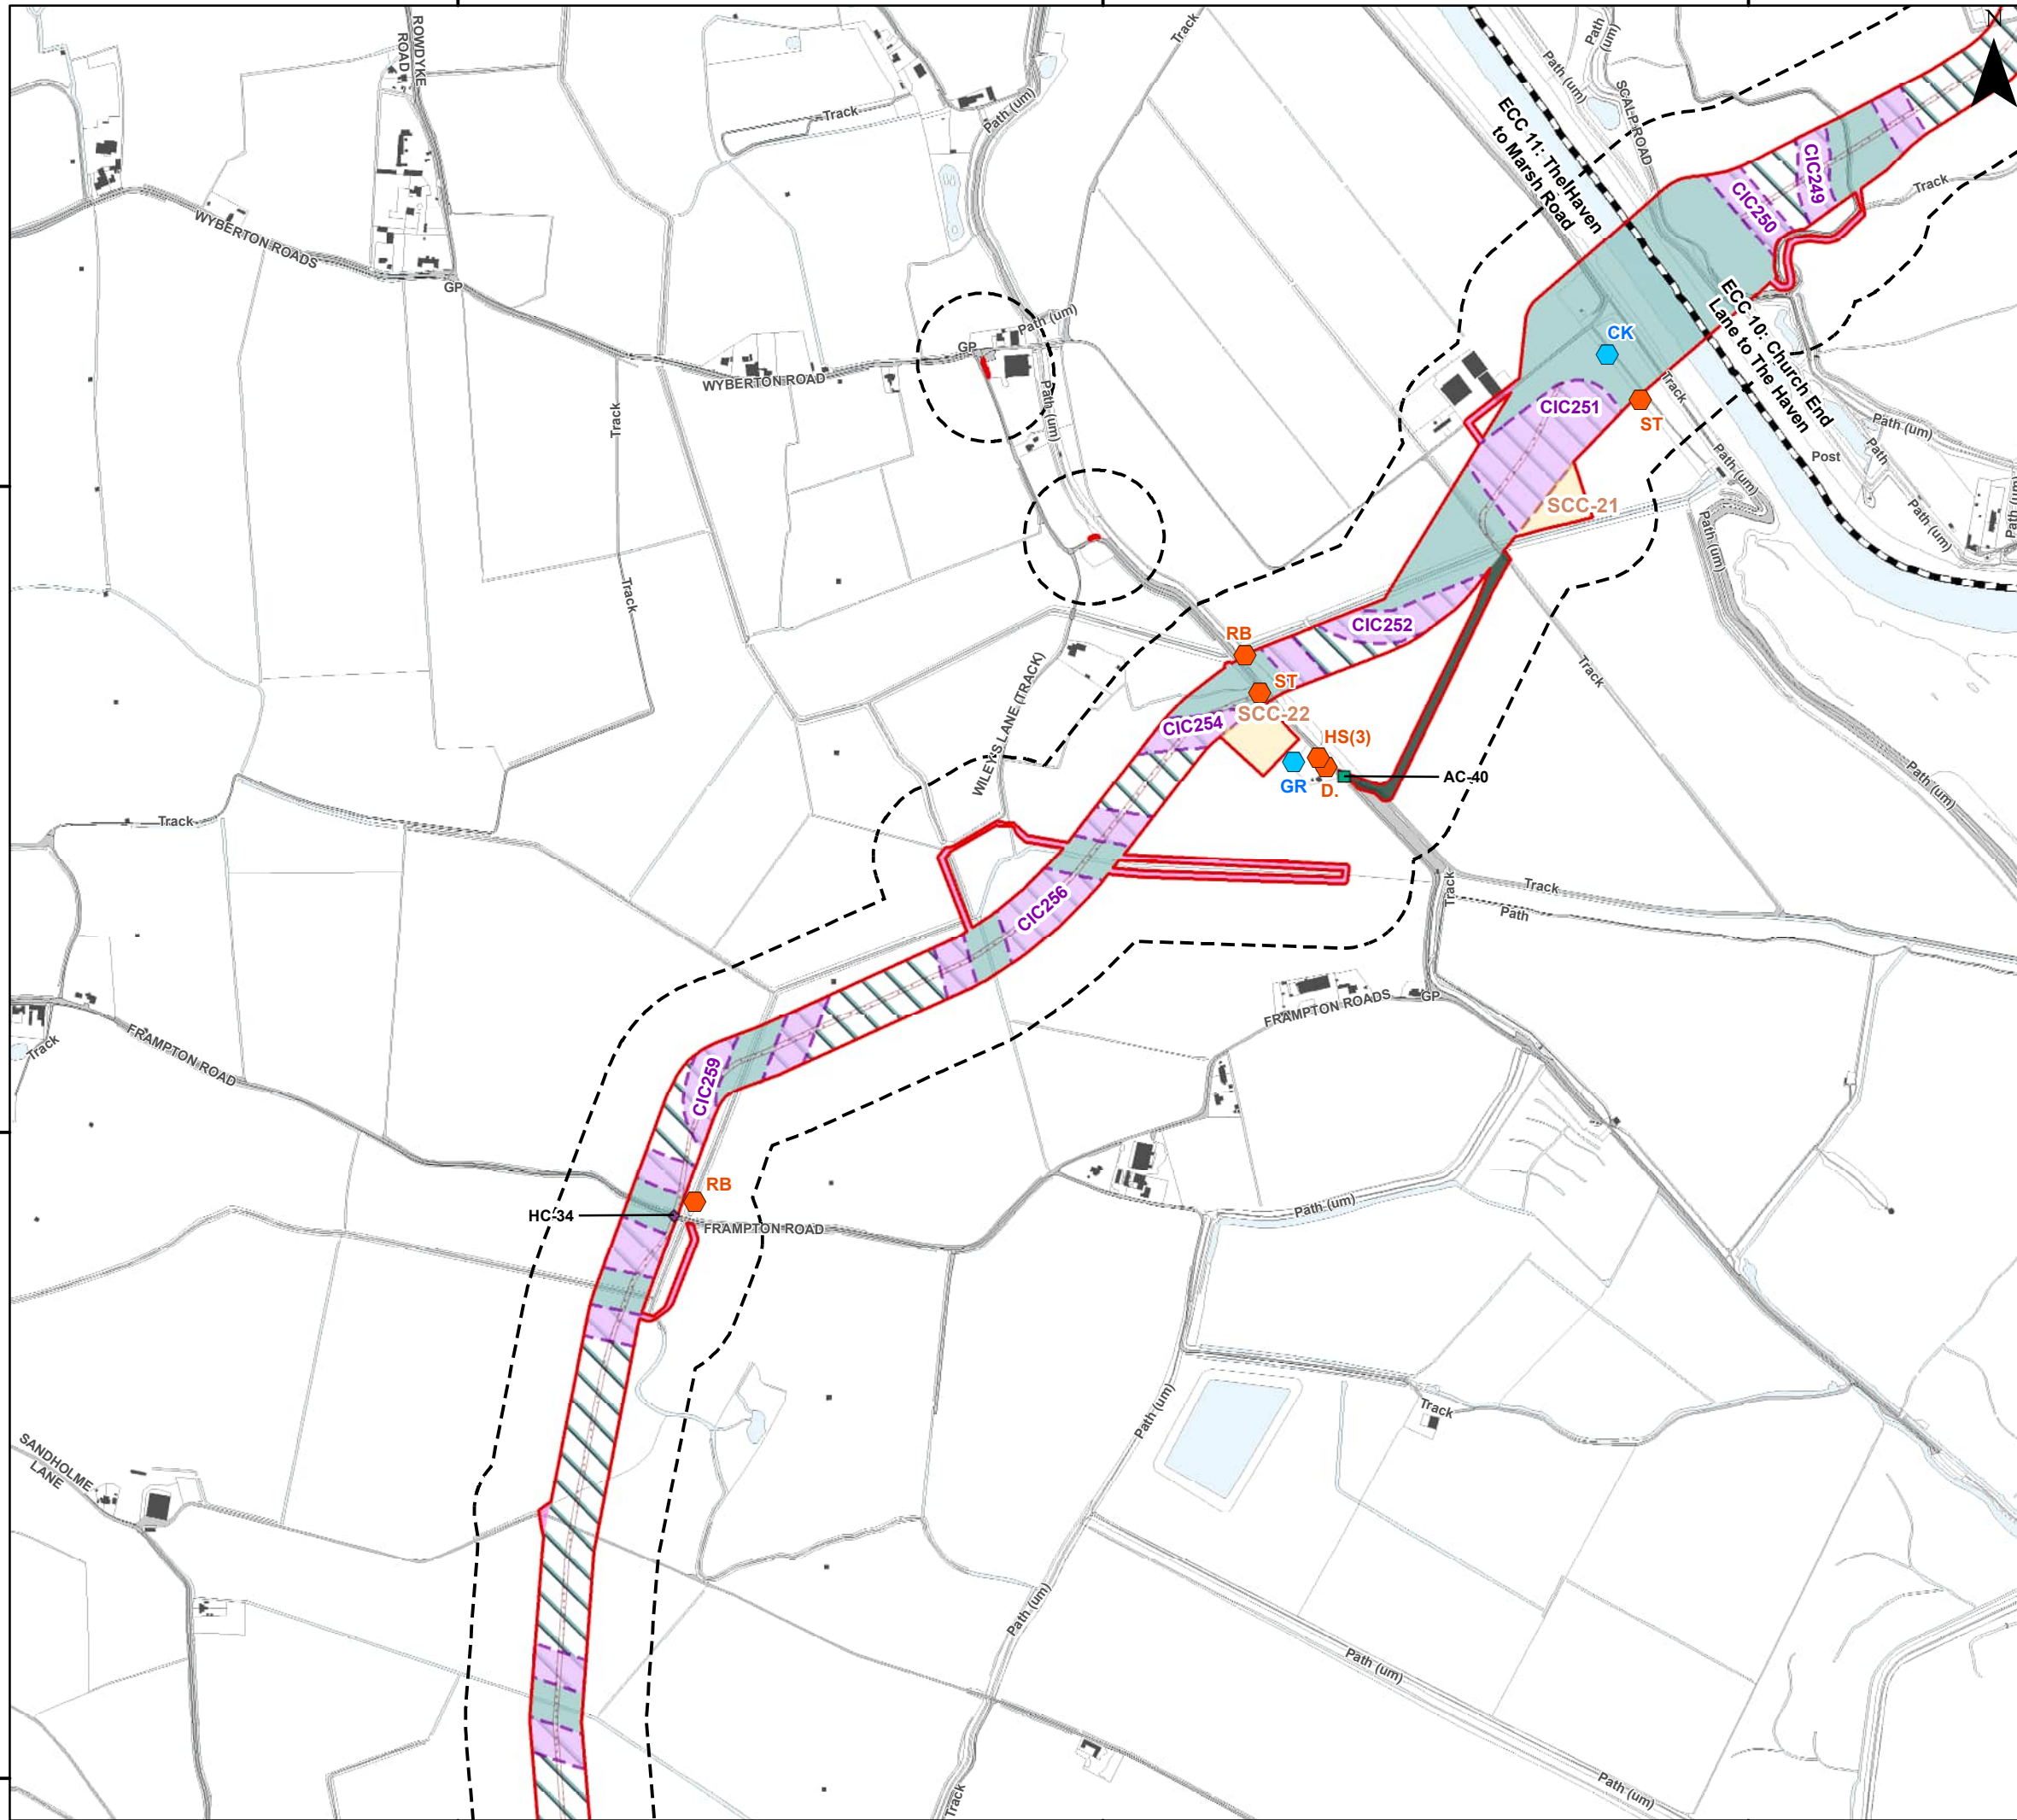 ROWDYKE
ROAD
Track
Path
(um)
N
Path (um)
SCALP ROAD
Track
Path (um)
ECC 11: The Haven
to Marsh Road
CIC249
Track
CIC250
WYBERTON ROADS
GP
ECC 10: Church End
Lane to The Haven
Path (um)
CK
GP
WYBERTON ROAD
Path (um)
Track
CIC251
ST
Track
Path (um)
Path
Post
Path (um)
SCC-21
Path (um)
Path (um)
Path (um)
Track
CIC252
RB
Track
WILEY'S LANE (TRACK)
ST
SCC-22
CIC254
HS(3)
AC-40
GR
D.
Path (um)
Track
Track
Track
CIC256
Path
FRAMPTON ROADS
GP
Track
FRAMPTON ROAD
CIC259
RB
HC-34
FRAMPTON ROAD
Path (um)
Path (um)
Track
SANDHOLME
LANE
Path (um)
Path (um)
Path (um)
Track